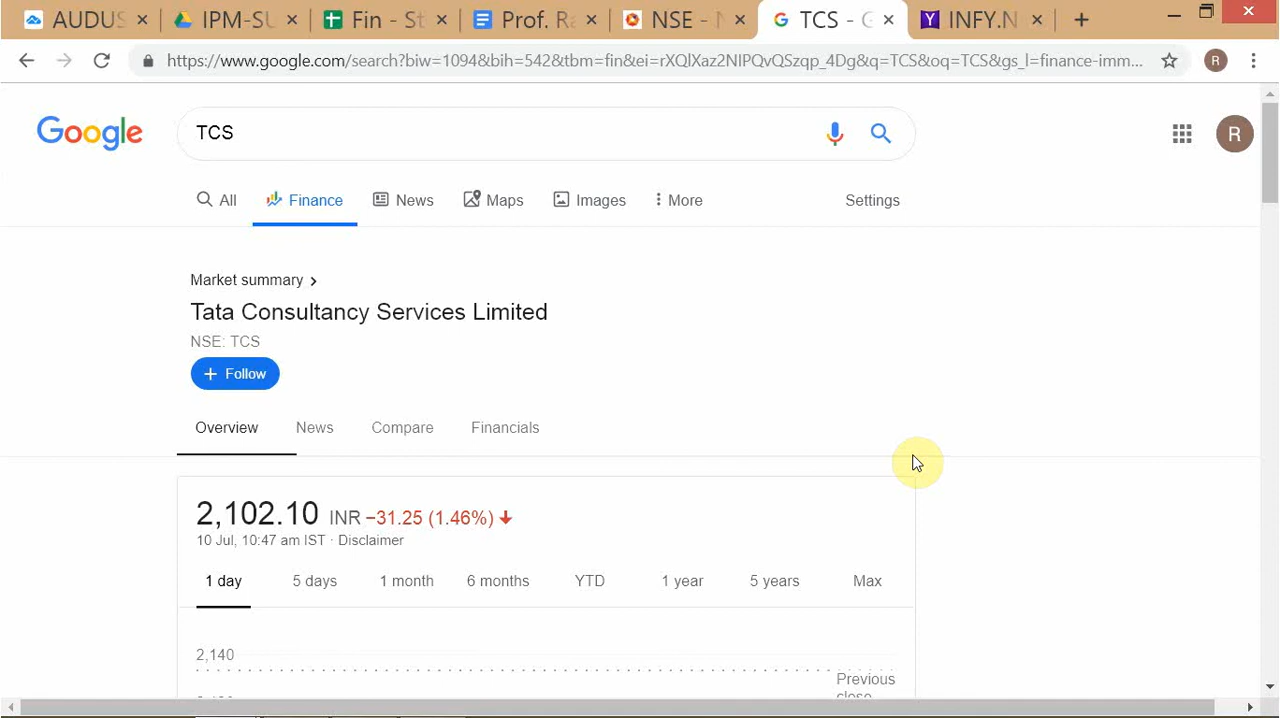 AUDUS × IPM-SU × Fin - St × Prof. Ra × NSE - N × TCS - G × INFY.N × +
https://www.google.com/search?biw=1094&bih=542&tbm=fin&ei=rXQlXaz2NIPQvQSzqp_4Dg&q=TCS&oq=TCS&gs_l=finance-imm... R
Google TCS R
All Finance News Maps Images More Settings
Market summary
Tata Consultancy Services Limited
NSE: TCS
+ Follow
Overview News Compare Financials
2,102.10 INR −31.25 (1.46%)
10 Jul, 10:47 am IST · Disclaimer
1 day 5 days 1 month 6 months YTD 1 year 5 years Max
2,140
Previous
close